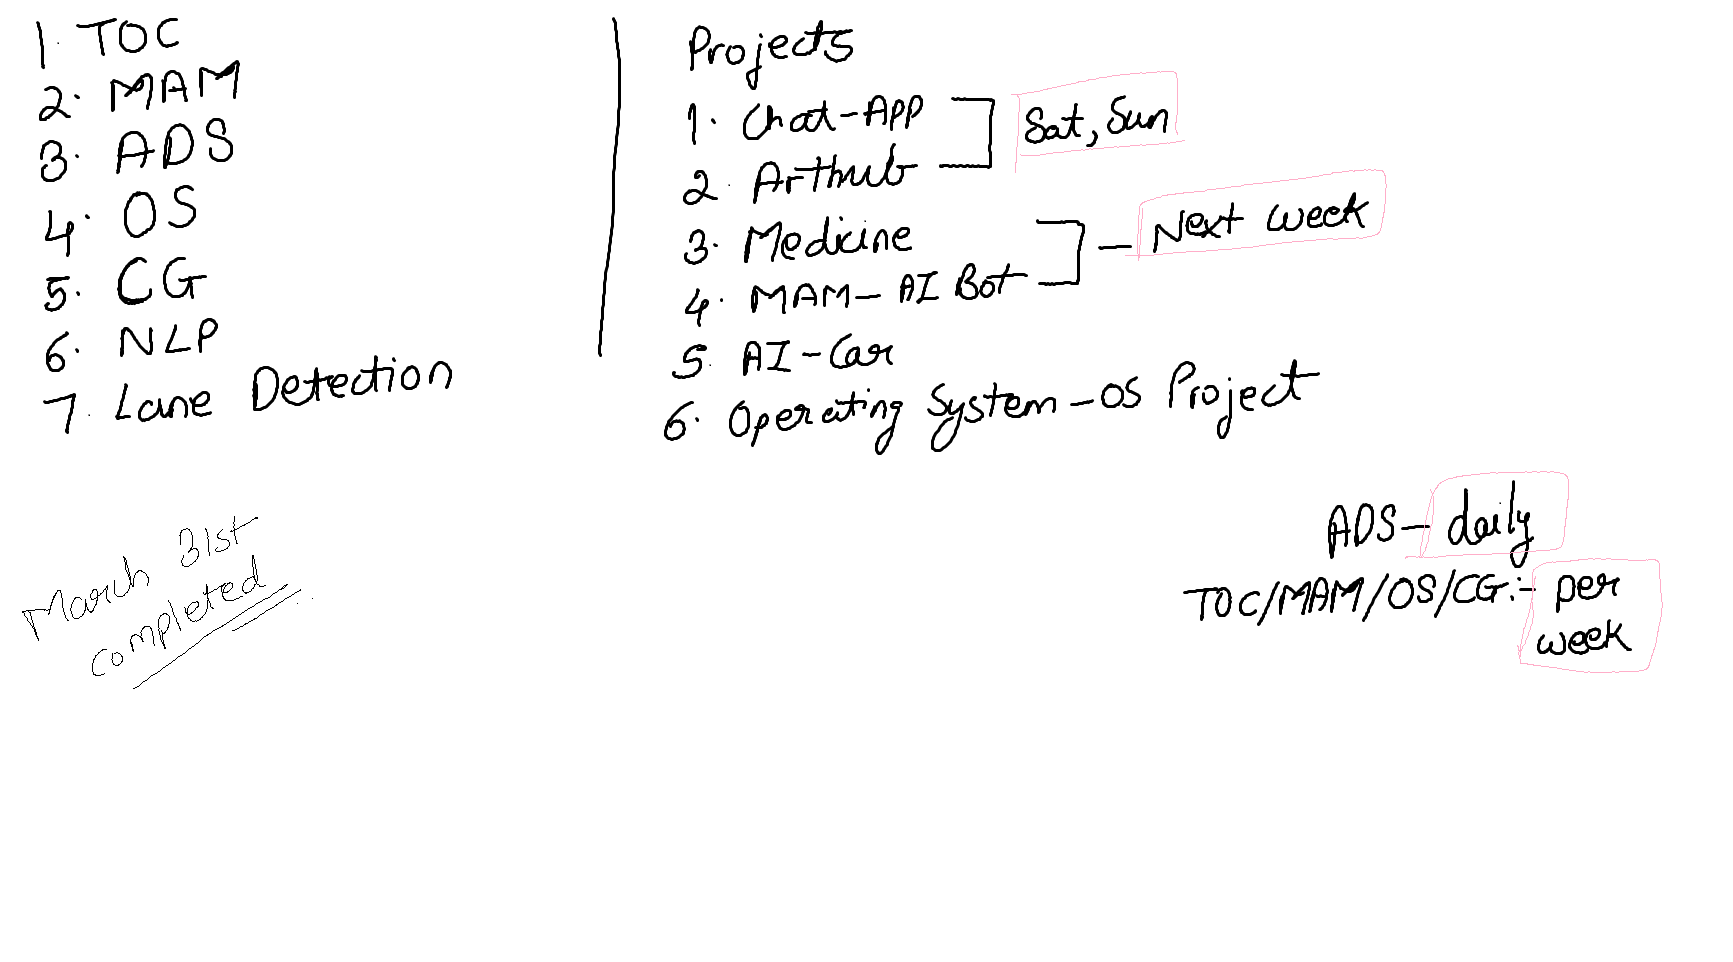 1. TOC
2. MAM
3. ADS
4. OS
5. CG
6. NLP
7. Lane Detection
Projects
1. Chat-App
2. Arthub
Sat, Sun
3. Medicine
4. MAM-AI Bot
- Next week
5. AI-Car
6. Operating System-OS Project
March 31st
completed
ADS- daily
TOC/MAM/OS/CG:- per
week